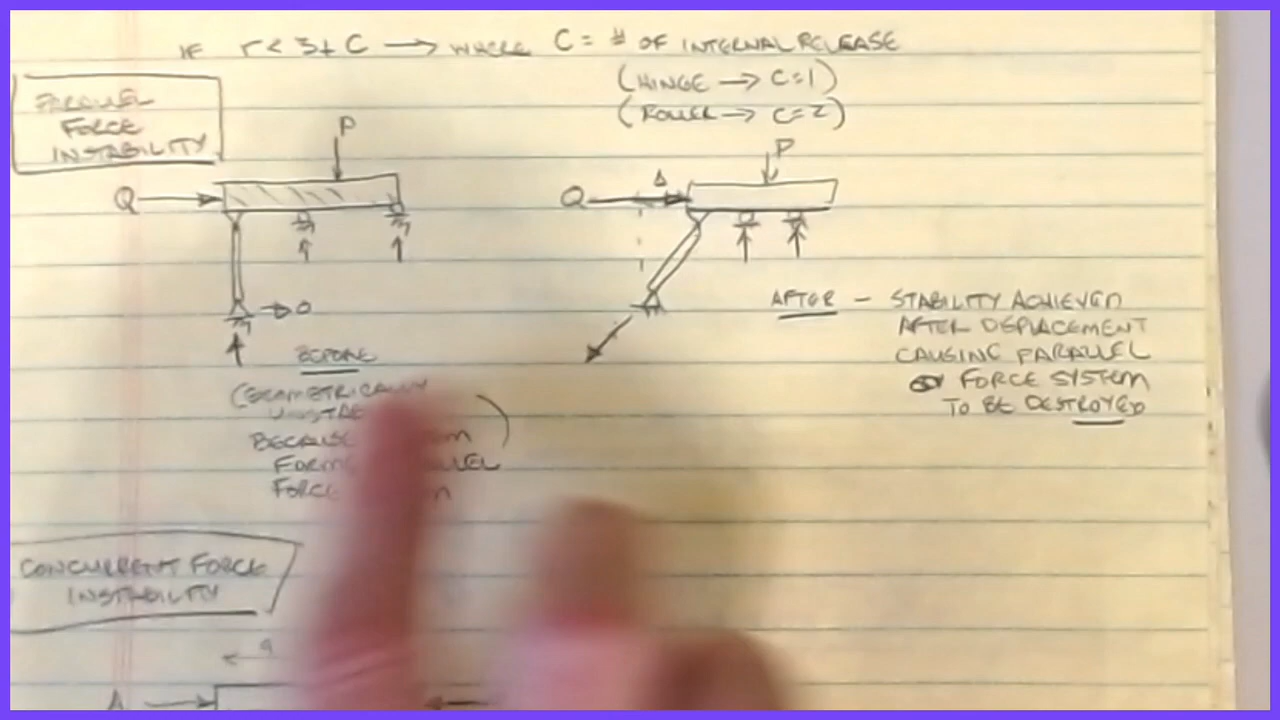 IF r < 3 + C → WHERE C = # OF INTERNAL RELEASE
(HINGE → C=1)
(ROLLER → C=2)
PARALLEL
FORCE
INSTABILITY
P
Q
→ 0
BEFORE
(GEOMETRICALLY
BECAUSE
FORCE
P
Q
Δ
AFTER - STABILITY ACHIEVED
AFTER DISPLACEMENT
CAUSING PARALLEL
FORCE SYSTEM
TO BE DESTROYED
CONCURRENT FORCE
INSTABILITY
a